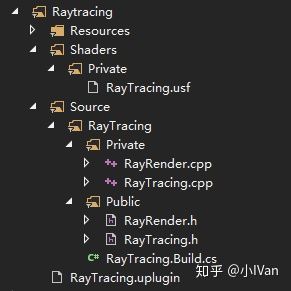 Raytracing
Resources
Shaders
Private
RayTracing.usf
Source
RayTracing
Private
RayRender.cpp
RayTracing.cpp
Public
RayRender.h
RayTracing.h
C# RayTracing.Build.cs
RayTracing.uplugin
知乎 @小IVan